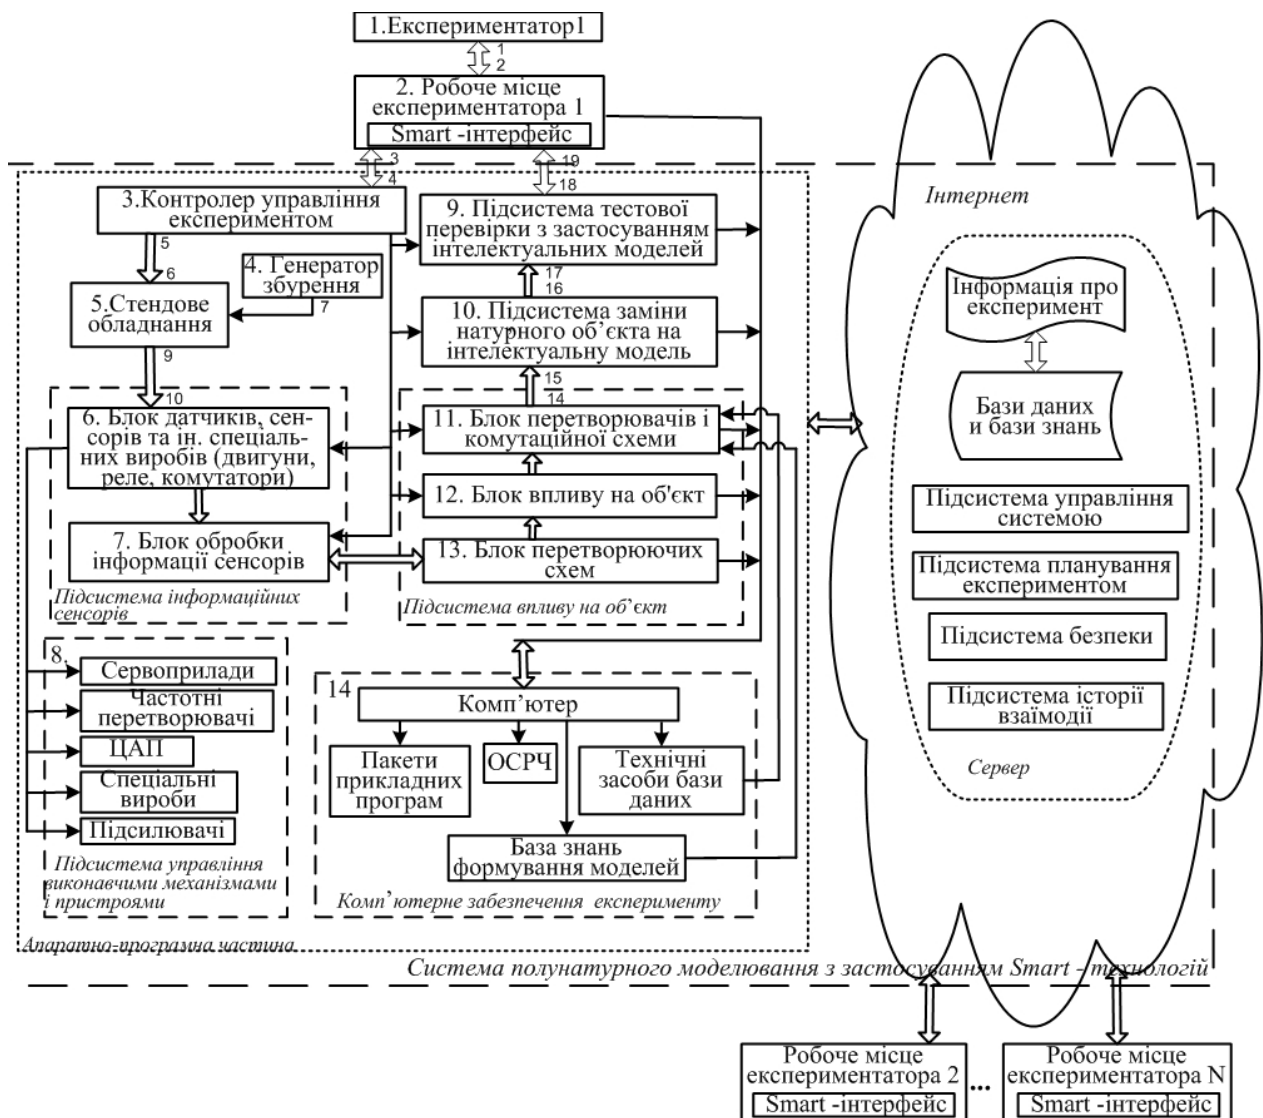 1.Експериментатор1
1
2
2. Робоче місце
експериментатора 1
Smart -інтерфейс
3
4
19
18
3.Контролер управління
експериментом
5
6
4. Генератор
збурення
7
5.Стендове
обладнання
9
10
6. Блок датчиків, сен-
сорів та ін. спеціаль-
них виробів (двигуни,
реле, комутатори)
7. Блок обробки
інформації сенсорів
Підсистема інформаційних
сенсорів
9. Підсистема тестової
перевірки з застосуванням
інтелектуальних моделей
17
16
10. Підсистема заміни
натурного об’єкта на
інтелектуальну модель
15
14
11. Блок перетворювачів і
комутаційної схеми
12. Блок впливу на об'єкт
13. Блок перетворюючих
схем
Підсистема впливу на об’єкт
8.
Сервоприлади
Частотні
перетворювачі
ЦАП
Спеціальні
вироби
Підсилювачі
Підсистема управління
виконавчими механізмами
і пристроями
14
Комп’ютер
Пакети
прикладних
програм
ОСРЧ
Технічні
засоби бази
даних
База знань
формування моделей
Комп’ютерне забезпечення експерименту
Апаратно-програмна частина
Система полунатурного моделювання з застосуванням Smart - технологій
Інтернет
Інформація про
експеримент
Бази даних
и бази знань
Підсистема управління
системою
Підсистема планування
експериментом
Підсистема безпеки
Підсистема історії
взаїмодії
Сервер
Робоче місце
експериментатора 2
Smart -інтерфейс
...
Робоче місце
експериментатора N
Smart -інтерфейс